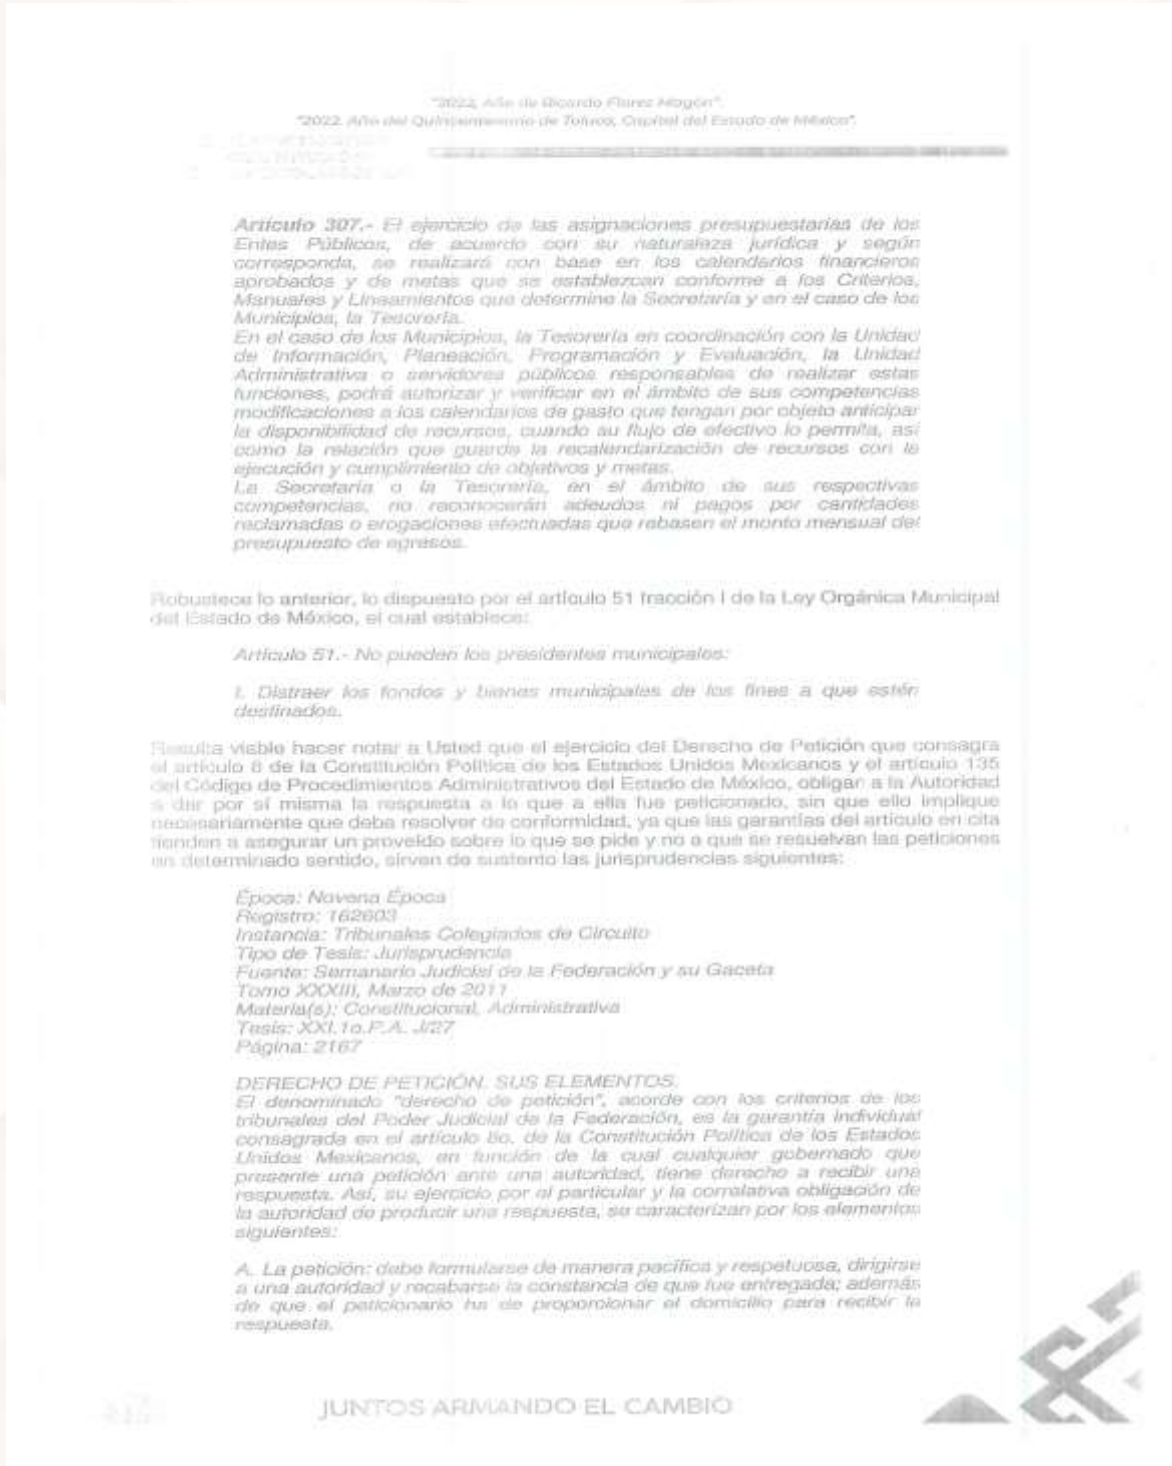 "2022, Año de Ricardo Flores Magón".
"2022. Año del Quincentenario de Toluca, Capital del Estado de México".
Artículo 307.- El ejercicio de las asignaciones presupuestarias de los
Entes Públicos, de acuerdo con su naturaleza jurídica y según
corresponda, se realizará con base en los calendarios financieros
aprobados y de metas que se establezcan conforme a los Criterios,
Manuales y Lineamientos que determine la Secretaría y en el caso de los
Municipios, la Tesorería.
En el caso de los Municipios, la Tesorería en coordinación con la Unidad
de Información, Planeación, Programación y Evaluación, la Unidad
Administrativa o servidores públicos responsables de realizar estas
funciones, podrá autorizar y verificar en el ámbito de sus competencias
modificaciones a los calendarios de gasto que tengan por objeto anticipar
la disponibilidad de recursos, cuando su flujo de efectivo lo permita, así
como la relación que guarde la recalendarización de recursos con la
ejecución y cumplimiento de objetivos y metas.
La Secretaría o la Tesorería, en el ámbito de sus respectivas
competencias, no reconocerán adeudos ni pagos por cantidades
reclamadas o erogaciones efectuadas que rebasen el monto mensual del
presupuesto de egresos.
Robustece lo anterior, lo dispuesto por el artículo 51 fracción I de la Ley Orgánica Municipal
del Estado de México, el cual establece:
Artículo 51.- No pueden los presidentes municipales:
I. Distraer los fondos y bienes municipales de los fines a que estén
destinados.
Resulta viable hacer notar a Usted que el ejercicio del Derecho de Petición que consagra
el artículo 8 de la Constitución Política de los Estados Unidos Mexicanos y el artículo 135
del Código de Procedimientos Administrativos del Estado de México, obligan a la Autoridad
a dar por sí misma la respuesta a lo que a ella fue peticionado, sin que ello implique
necesariamente que deba resolver de conformidad, ya que las garantías del artículo en cita
tienden a asegurar un proveído sobre lo que se pide y no a que se resuelvan las peticiones
en determinado sentido, sirven de sustento las jurisprudencias siguientes:
Época: Novena Época
Registro: 162603
Instancia: Tribunales Colegiados de Circuito
Tipo de Tesis: Jurisprudencia
Fuente: Semanario Judicial de la Federación y su Gaceta
Tomo XXXIII, Marzo de 2011
Materia(s): Constitucional, Administrativa
Tesis: XXI.1o.P.A. J/27
Página: 2167
DERECHO DE PETICIÓN. SUS ELEMENTOS.
El denominado "derecho de petición", acorde con los criterios de los
tribunales del Poder Judicial de la Federación, es la garantía individual
consagrada en el artículo 8o. de la Constitución Política de los Estados
Unidos Mexicanos, en función de la cual cualquier gobernado que
presente una petición ante una autoridad, tiene derecho a recibir una
respuesta. Así, su ejercicio por el particular y la correlativa obligación de
la autoridad de producir una respuesta, se caracterizan por los elementos
siguientes:
A. La petición: debe formularse de manera pacífica y respetuosa, dirigirse
a una autoridad y recabarse la constancia de que fue entregada; además
de que el peticionario ha de proporcionar el domicilio para recibir la
respuesta.
JUNTOS ARMANDO EL CAMBIO